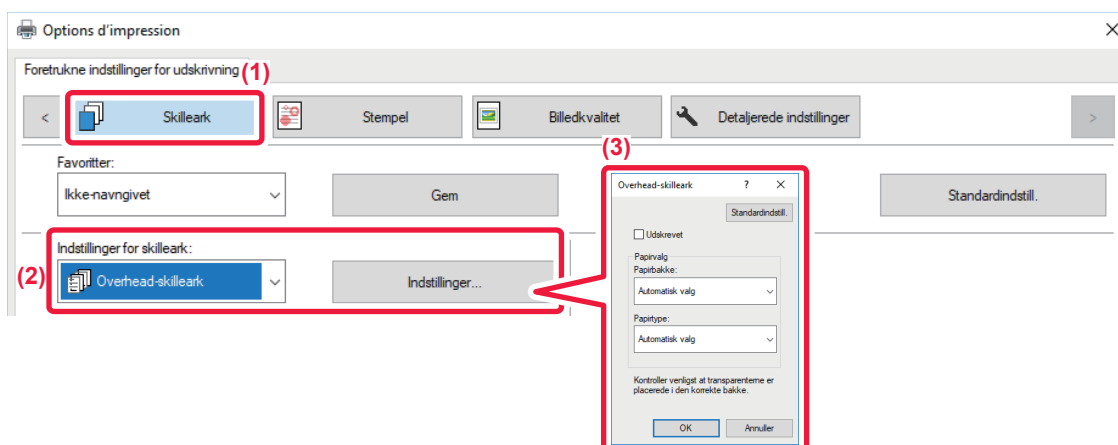 Options d'impression
Foretrukne indstillinger for udskrivning
(1)
<
Skilleark
Stempel
Billedkvalitet
Detaljerede indstillinger
>
(3)
Favoritter:
Ikke-navngivet
Gem
Standardindstill.
(2)
Indstillinger for skilleark:
Overhead-skilleark
Indstillinger...
Overhead-skilleark
?
Standardindstill.
Udskrevet
Papirvalg
Papirbakke:
Automatisk valg
Papirtype:
Automatisk valg
Kontroller venligst at transparenterne er
placerede i den korrekte bakke.
OK
Annuller